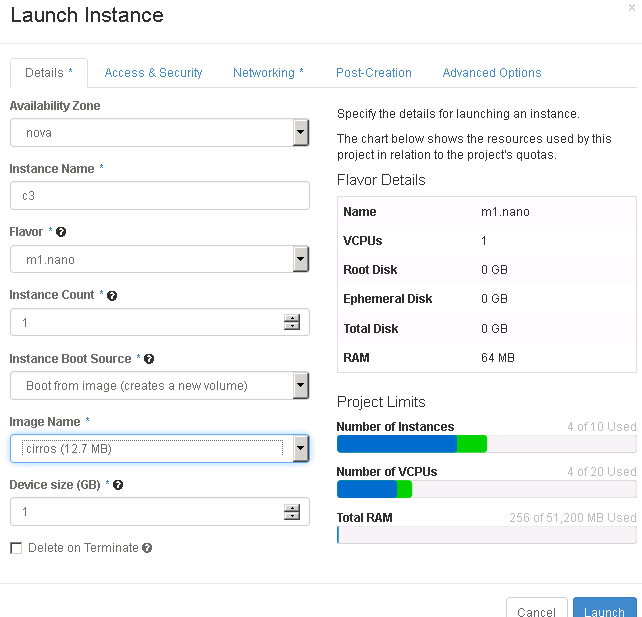 Launch Instance
×
Details *
Access & Security
Networking *
Post-Creation
Advanced Options
Availability Zone
nova
Instance Name *
c3
Flavor * ?
m1.nano
Instance Count * ?
1
Instance Boot Source * ?
Boot from image (creates a new volume)
Image Name *
cirros (12.7 MB)
Device size (GB) * ?
1
Delete on Terminate ?
Specify the details for launching an instance.
The chart below shows the resources used by this
project in relation to the project's quotas.
Flavor Details
Name m1.nano
VCPUs 1
Root Disk 0 GB
Ephemeral Disk 0 GB
Total Disk 0 GB
RAM 64 MB
Project Limits
Number of Instances 4 of 10 Used
Number of VCPUs 4 of 20 Used
Total RAM 256 of 51,200 MB Used
Cancel
Launch